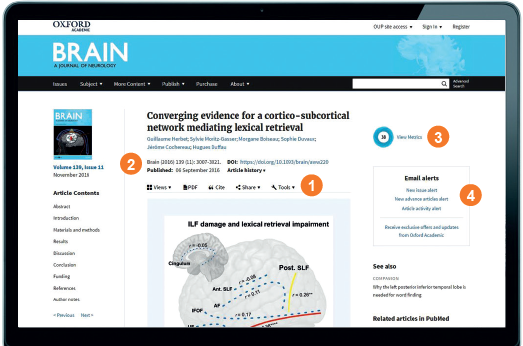 OXFORD
ACADEMIC
OUP site access ▾ Sign In ▾ Register
BRAIN
A JOURNAL OF NEUROLOGY
Issues Subject ▾ More Content ▾ Publish ▾ Purchase About ▾
Advanced
Search
BRAIN
Volume 139, Issue 11
November 2016
Article Contents
Abstract
Introduction
Materials and methods
Results
Discussion
Conclusion
Funding
References
Author notes
< Previous Next >
Converging evidence for a cortico-subcortical
network mediating lexical retrieval
Guillaume Herbet; Sylvie Moritz-Gasser; Morgane Boiseau; Sophie Duvaux;
Jérôme Cochereau; Hugues Duffau
2
Brain (2016) 139 (11): 3007-3021. DOI: https://doi.org/10.1093/brain/aww220
Published: 06 September 2016 Article history ▾
Views ▾ PDF Cite Share ▾ Tools ▾
1
ILF damage and lexical retrieval impairment
r = -0.05
Cingulum
Post. SLF
Ant. SLF
r = -0.08
r = 0.11
AF
r = 0.26**
IFOF
r = 0.17
38
View Metrics
3
Email alerts
New issue alert
New advance articles alert
Article activity alert
4
Receive exclusive offers and updates
from Oxford Academic
See also
COMPANION
Why the left posterior inferior temporal lobe is
needed for word finding
Related articles in PubMed